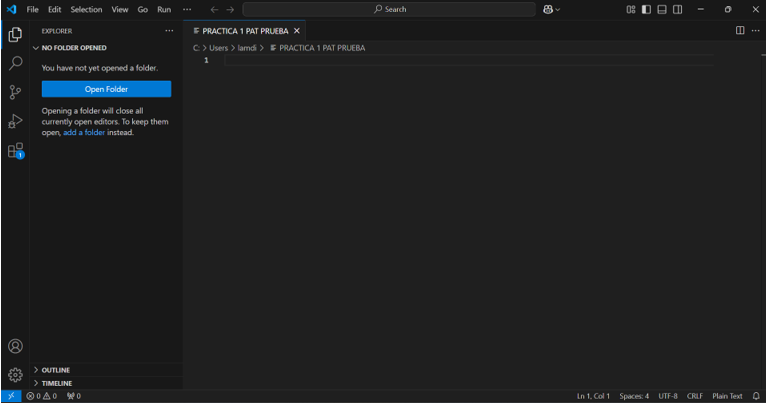 File Edit Selection View Go Run ···
Search
EXPLORER ···
NO FOLDER OPENED
You have not yet opened a folder.
Open Folder
Opening a folder will close all
currently open editors. To keep them
open, add a folder instead.
OUTLINE
TIMELINE
PRACTICA 1 PAT PRUEBA
C: > Users > lamdi > PRACTICA 1 PAT PRUEBA
1
1
0 0 0
Ln 1, Col 1 Spaces: 4 UTF-8 CRLF Plain Text